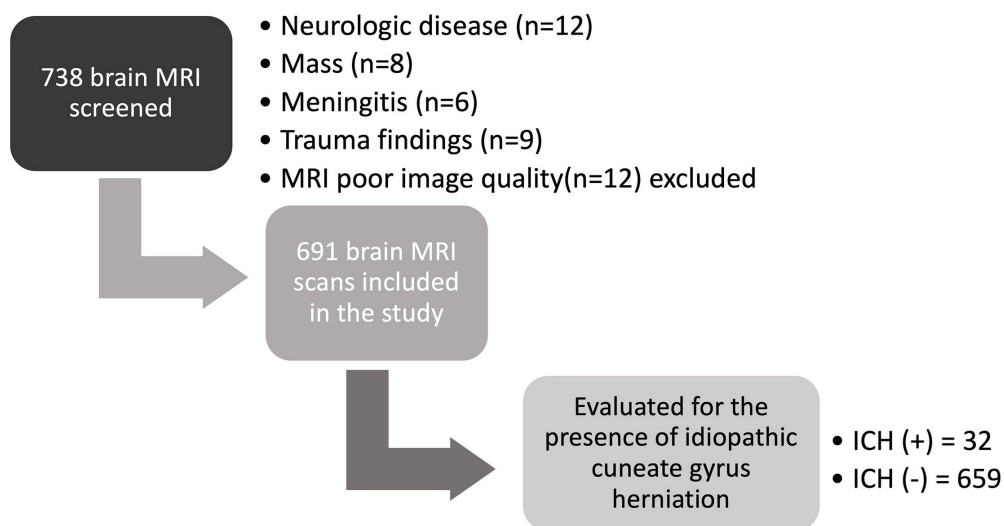 738 brain MRI
screened
• Neurologic disease (n=12)
• Mass (n=8)
• Meningitis (n=6)
• Trauma findings (n=9)
• MRI poor image quality(n=12) excluded
691 brain MRI
scans included
in the study
Evaluated for the
presence of idiopathic
cuneate gyrus
herniation
• ICH (+) = 32
• ICH (-) = 659